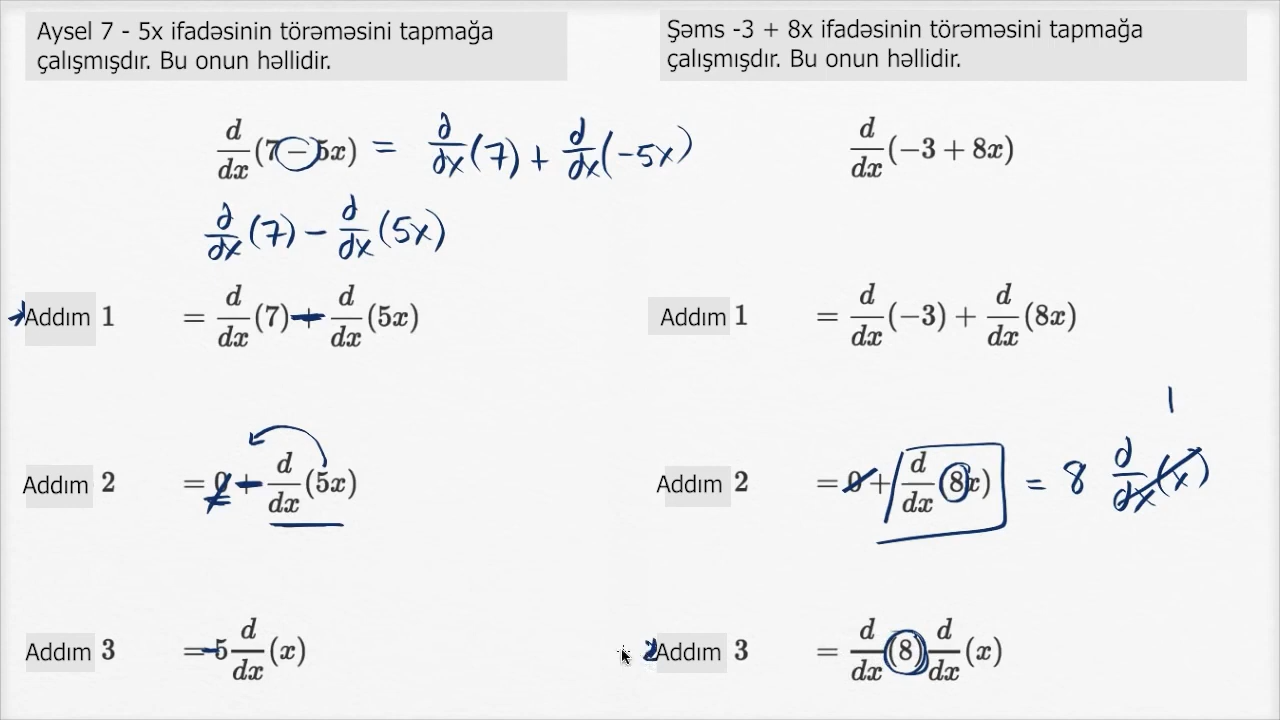 Aysel 7 - 5x ifadəsinin törəməsini tapmağa
çalışmışdır. Bu onun həllidir.
d/dx (7 − 5x) = d/dx (7) + d/dx (-5x)
d/dx (7) - d/dx (5x)
Addım 1 = d/dx (7) + d/dx (5x)
Addım 2 = 0 + d/dx (5x)
Addım 3 = -5 d/dx (x)
Şəms -3 + 8x ifadəsinin törəməsini tapmağa
çalışmışdır. Bu onun həllidir.
d/dx (−3 + 8x)
Addım 1 = d/dx (−3) + d/dx (8x)
1
Addım 2 = 0 + d/dx (8x) = 8 d/dx (x)
Addım 3 = d/dx (8) d/dx (x)